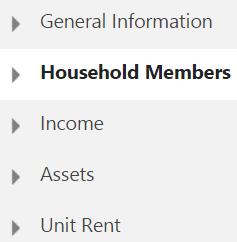 General Information
Household Members
Income
Assets
Unit Rent